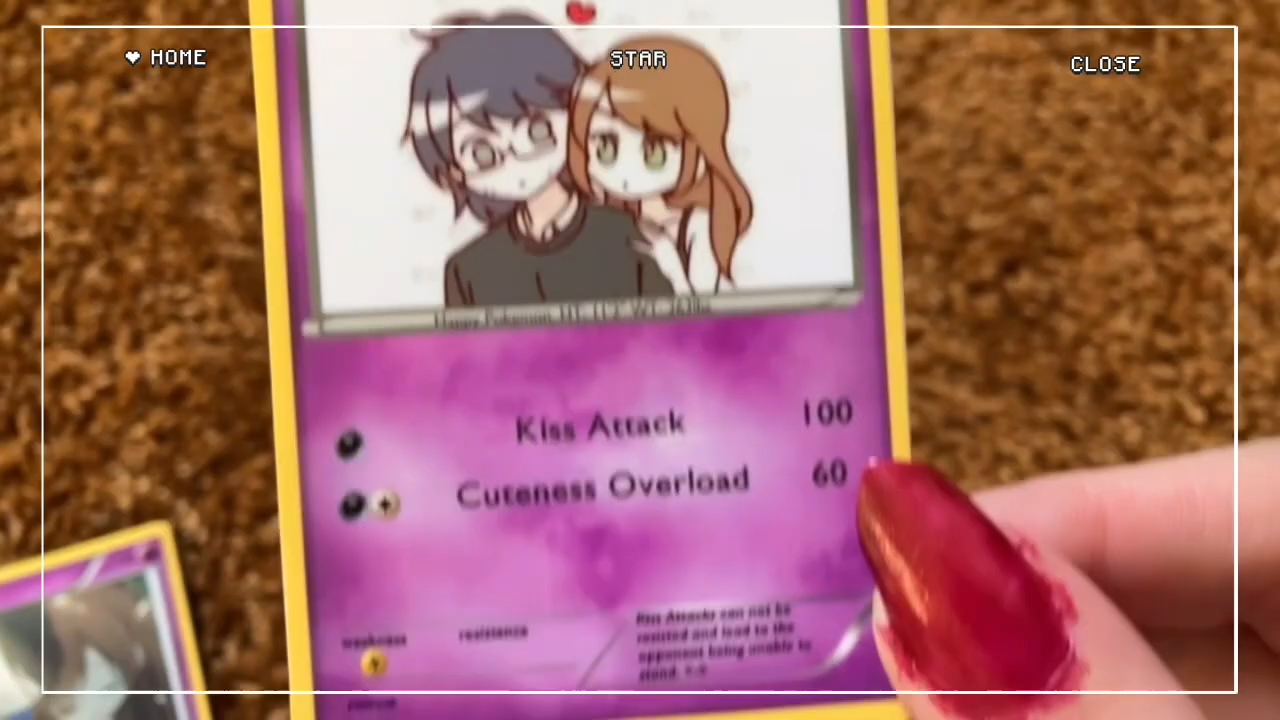 ♥ HOME
STAR
CLOSE
Kiss Attack 100
Cuteness Overload 60
weakness
resistance
Kiss Attacks can not be
resisted and lead to the
opponent being unable to
stand.